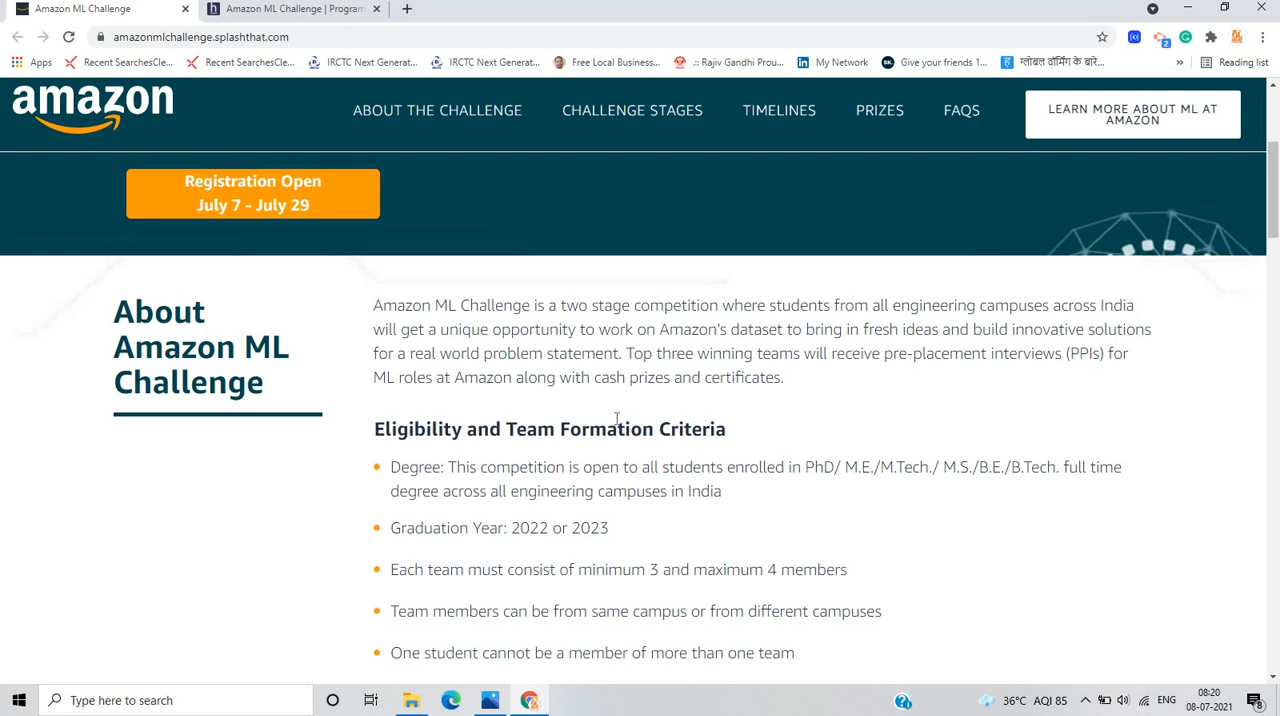 Amazon ML Challenge
Amazon ML Challenge | Program
amazonmlchallenge.splashthat.com
Apps
Recent SearchesCle...
Recent SearchesCle...
IRCTC Next Generat...
IRCTC Next Generat...
Free Local Business...
.:: Rajiv Gandhi Prou...
My Network
SK.
Give your friends 1...
ग्लोबल वॉर्मिंग के बारे...
»
Reading list
2
amazon
ABOUT THE CHALLENGE
CHALLENGE STAGES
TIMELINES
PRIZES
FAQS
LEARN MORE ABOUT ML AT
AMAZON
Registration Open
July 7 - July 29
About
Amazon ML
Challenge
Amazon ML Challenge is a two stage competition where students from all engineering campuses across India
will get a unique opportunity to work on Amazon's dataset to bring in fresh ideas and build innovative solutions
for a real world problem statement. Top three winning teams will receive pre-placement interviews (PPIs) for
ML roles at Amazon along with cash prizes and certificates.
Eligibility and Team Formation Criteria
Degree: This competition is open to all students enrolled in PhD/ M.E./M.Tech./ M.S./B.E./B.Tech. full time
degree across all engineering campuses in India
Graduation Year: 2022 or 2023
Each team must consist of minimum 3 and maximum 4 members
Team members can be from same campus or from different campuses
One student cannot be a member of more than one team
Type here to search
36°C AQI 85
ENG
08:20
08-07-2021
8